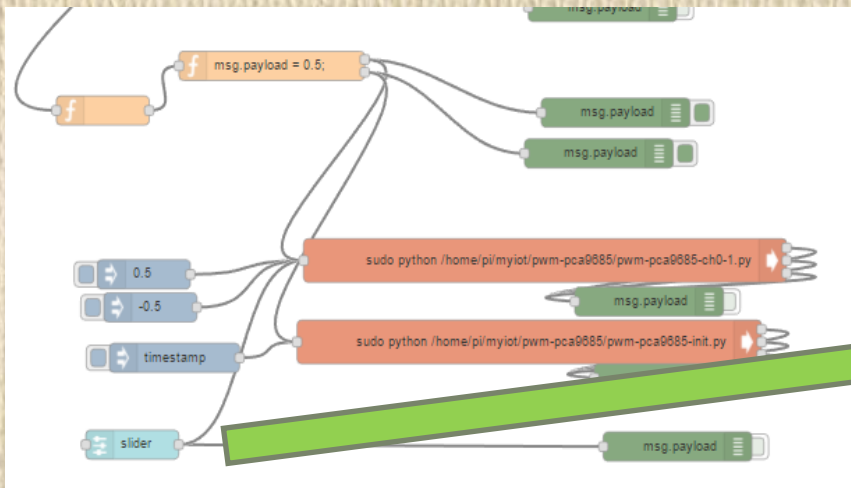 msg.payload
msg.payload = 0.5;
msg.payload
msg.payload
sudo python /home/pi/myiot/pwm-pca9685/pwm-pca9685-ch0-1.py
0.5
msg.payload
-0.5
sudo python /home/pi/myiot/pwm-pca9685/pwm-pca9685-init.py
timestamp
slider
msg.payload